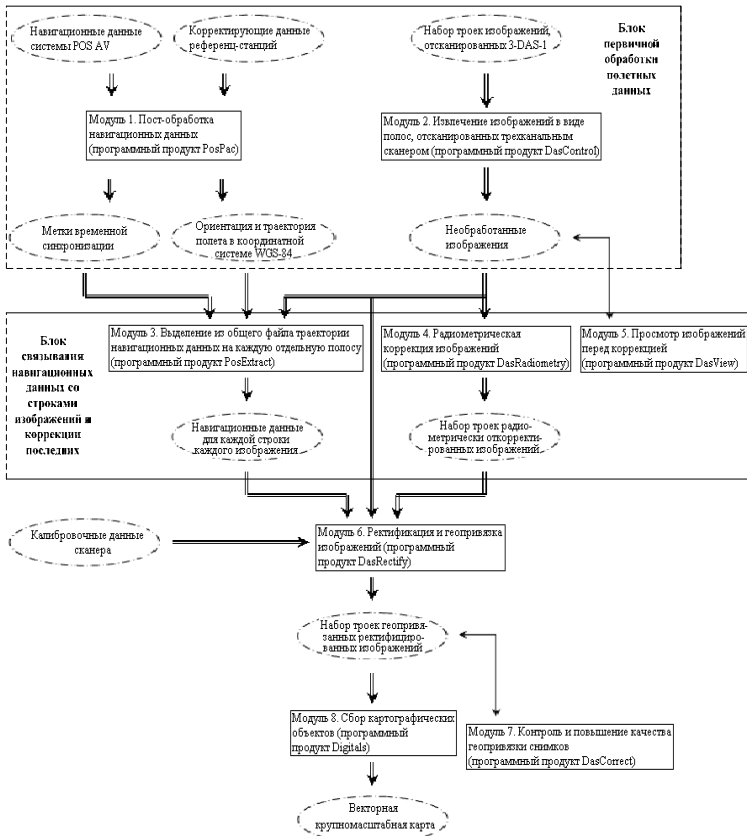 Навигационные данные
системы POS AV
Корректирующие данные
референц-станций
Набор троек изображений,
отсканированных 3-DAS-1
Блок
первичной
обработки
полетных
данных
Модуль 1. Пост-обработка
навигационных данных
(программный продукт PosPac)
Модуль 2. Извлечение изображений в виде
полос, отсканированных трехканальным
сканером (программный продукт DasControl)
Метки временной
синхронизации
Ориентация и траектория
полета в координатной
системе WGS-84
Необработанные
изображения
Блок
связывания
навигационных
данных со
строками
изображений и
коррекции
последних
Модуль 3. Выделение из общего файла траектории
навигационных данных на каждую отдельную полосу
(программный продукт PosExtract)
Модуль 4. Радиометрическая
коррекция изображений
(программный продукт DasRadiometry)
Модуль 5. Просмотр изображений
перед коррекцией
(программный продукт DasView)
Навигационные данные
для каждой строки
каждого изображения
Набор троек радио-
метрически откорректи-
рованных изображений
Калибровочные данные
сканера
Модуль 6. Ректификация и геопривязка
изображений (программный
продукт DasRectify)
Набор троек геопривя-
занных ректифициро-
ванных изображений
Модуль 8. Сбор картографических
объектов (программный
продукт Digitals)
Модуль 7. Контроль и повышение качества
геопривязки снимков
(программный продукт DasCorrect)
Векторная
крупномасштабная карта